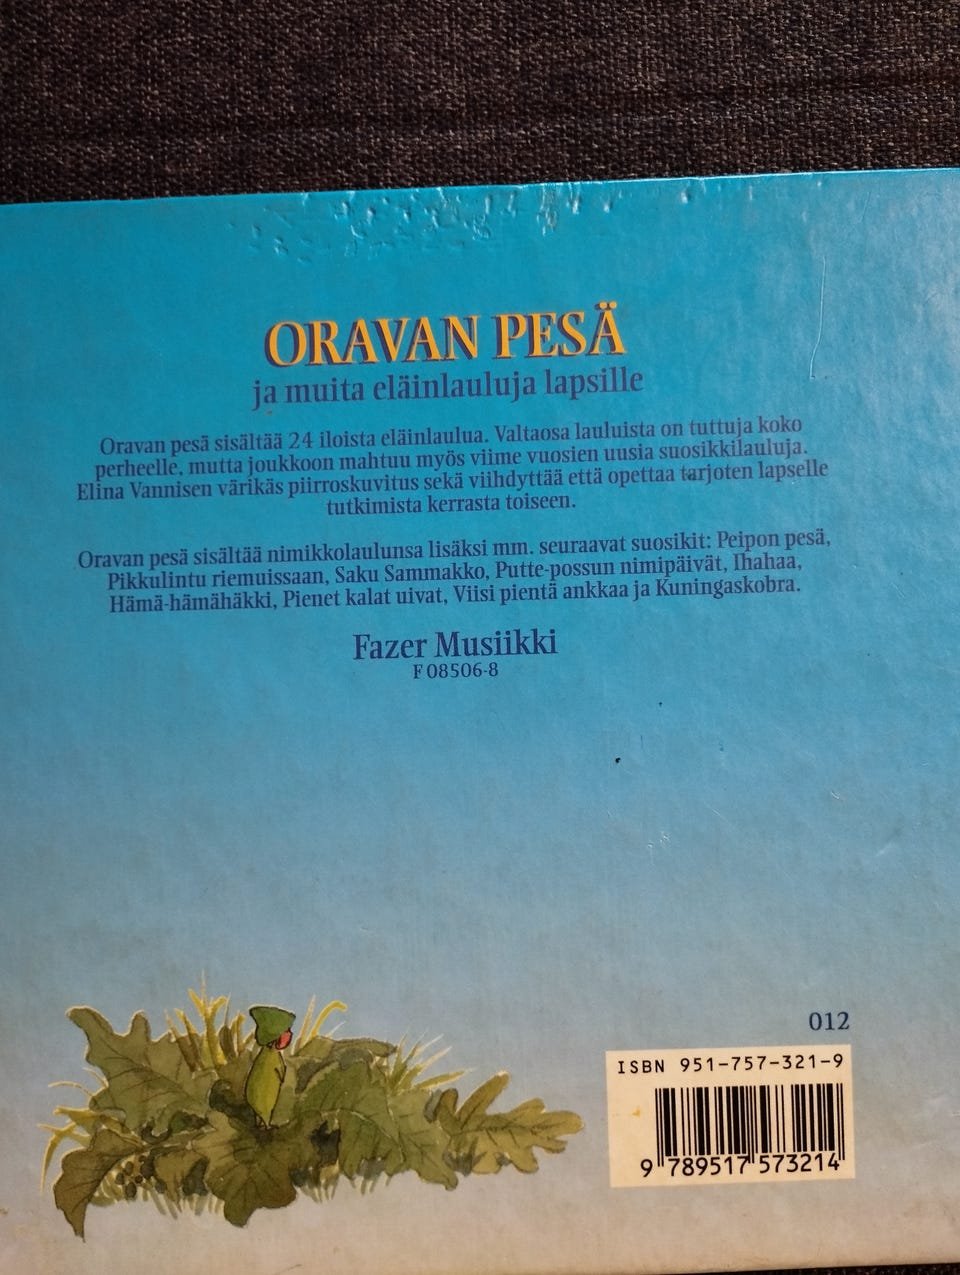 ORAVAN PESÄ
ja muita eläinlauluja lapsille
Oravan pesä sisältää 24 iloista eläinlaulua. Valtaosa lauluista on tuttuja koko
perheelle, mutta joukkoon mahtuu myös viime vuosien uusia suosikkilauluja.
Elina Vannisen värikäs piirroskuvitus sekä viihdyttää että opettaa tarjoten lapselle
tutkimista kerrasta toiseen.
Oravan pesä sisältää nimikkolaulunsa lisäksi mm. seuraavat suosikit: Peipon pesä,
Pikkulintu riemuissaan, Saku Sammakko, Putte-possun nimipäivät, Ihahaa,
Hämä-hämähäkki, Pienet kalat uivat, Viisi pientä ankkaa ja Kuningaskobra.
Fazer Musiikki
F 08506-8
012
ISBN 951-757-321-9
9 789517 573214